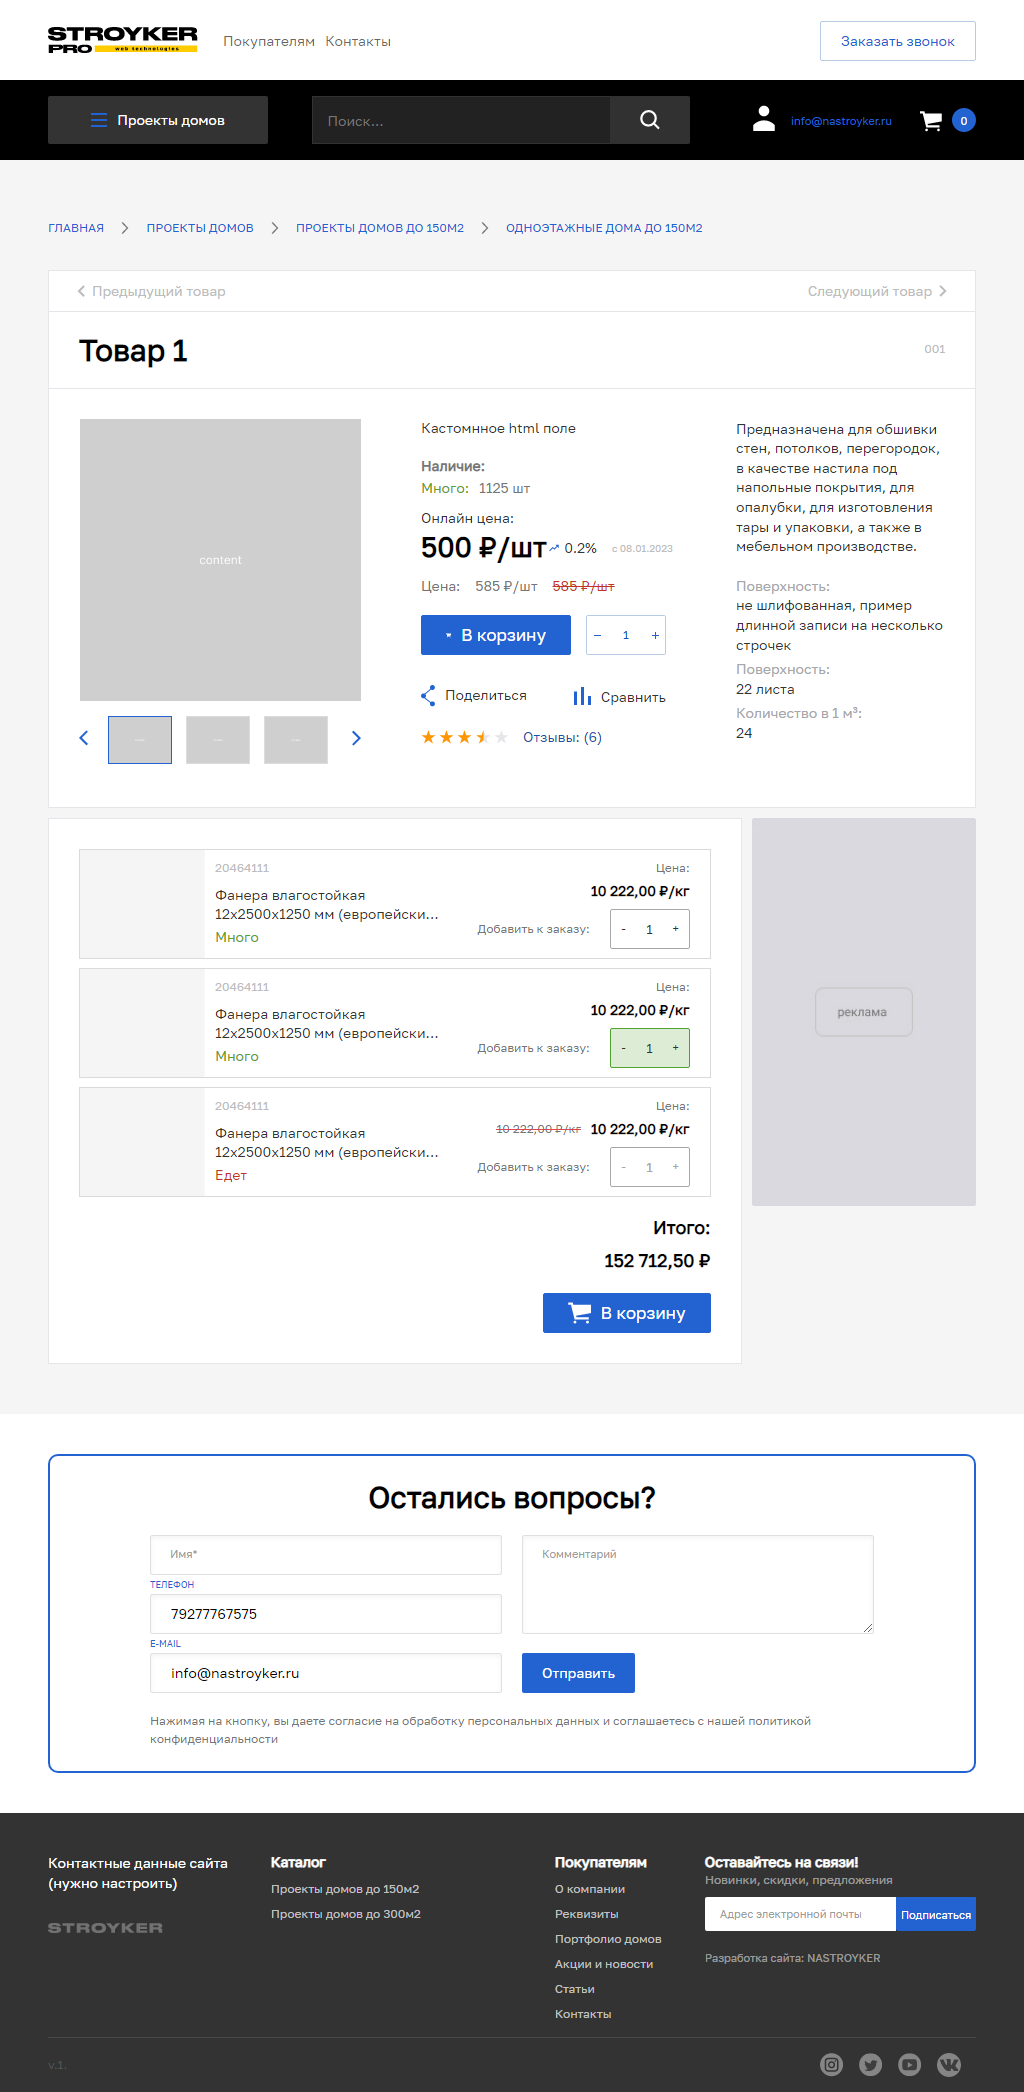 STROYKER
PRO web technologies
Покупателям Контакты
Заказать звонок
Проекты домов
Поиск...
info@nastroyker.ru
0
ГЛАВНАЯ
ПРОЕКТЫ ДОМОВ
ПРОЕКТЫ ДОМОВ ДО 150М2
ОДНОЭТАЖНЫЕ ДОМА ДО 150М2
Предыдущий товар
Следующий товар
Товар 1
001
content
Кастомнное html поле
Наличие:
Много: 1125 шт
Онлайн цена:
500 ₽/шт 0.2% с 08.01.2023
Цена: 585 ₽/шт 585 ₽/шт
В корзину
− 1 +
Поделиться
Сравнить
Отзывы: (6)
Предназначена для обшивки
стен, потолков, перегородок,
в качестве настила под
напольные покрытия, для
опалубки, для изготовления
тары и упаковки, а также в
мебельном производстве.
Поверхность:
не шлифованная, пример
длинной записи на несколько
строчек
Поверхность:
22 листа
Количество в 1 м³:
24
20464111
Фанера влагостойкая
12х2500х1250 мм (европейски...
Много
Цена:
10 222,00 ₽/кг
Добавить к заказу:
- 1 +
20464111
Фанера влагостойкая
12х2500х1250 мм (европейски...
Много
Цена:
10 222,00 ₽/кг
Добавить к заказу:
- 1 +
20464111
Фанера влагостойкая
12х2500х1250 мм (европейски...
Едет
Цена:
10 222,00 ₽/кг 10 222,00 ₽/кг
Добавить к заказу:
- 1 +
реклама
Итого:
152 712,50 ₽
В корзину
Остались вопросы?
Имя*
ТЕЛЕФОН
79277767575
E-MAIL
info@nastroyker.ru
Комментарий
Отправить
Нажимая на кнопку, вы даете согласие на обработку персональных данных и соглашаетесь с нашей политикой
конфиденциальности
Контактные данные сайта
(нужно настроить)
STROYKER
Каталог
Проекты домов до 150м2
Проекты домов до 300м2
Покупателям
О компании
Реквизиты
Портфолио домов
Акции и новости
Статьи
Контакты
Оставайтесь на связи!
Новинки, скидки, предложения
Адрес электронной почты
Подписаться
Разработка сайта: NASTROYKER
v.1.